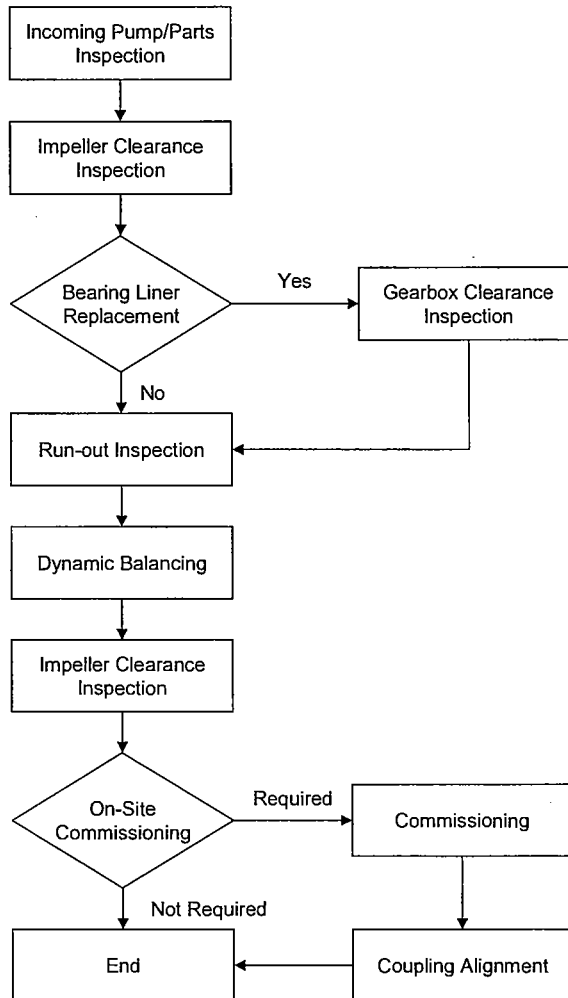 Incoming Pump/Parts
Inspection
Impeller Clearance
Inspection
Bearing Liner
Replacement
Yes
Gearbox Clearance
Inspection
No
Run-out Inspection
Dynamic Balancing
Impeller Clearance
Inspection
On-Site
Commissioning
Required
Commissioning
Not Required
End
Coupling Alignment